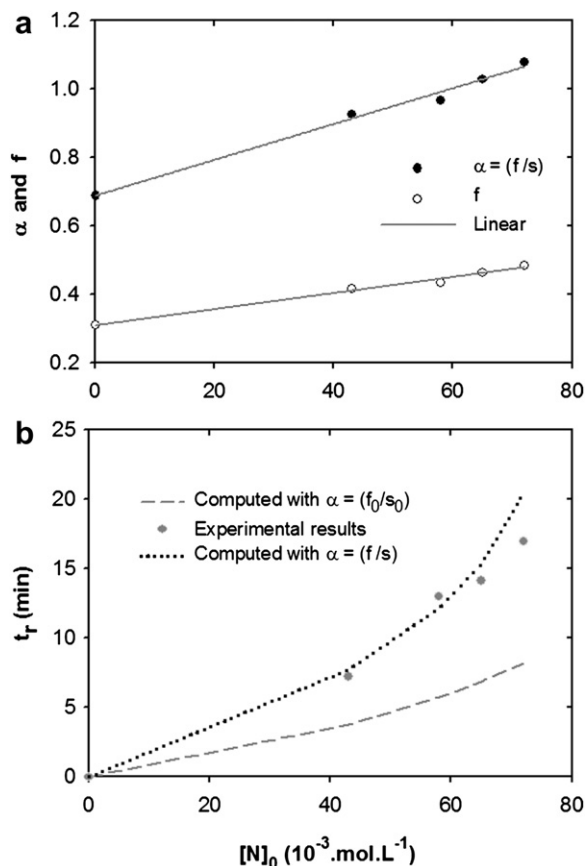 a
1.2
1.0
0.8
0.6
0.4
0.2
α and f
α = (f /s)
f
Linear
0 20 40 60 80
b
25
20
15
10
5
0
t_r (min)
Computed with α = (f₀/s₀)
Experimental results
Computed with α = (f /s)
0 20 40 60 80
[N]₀ (10⁻³.mol.L⁻¹)